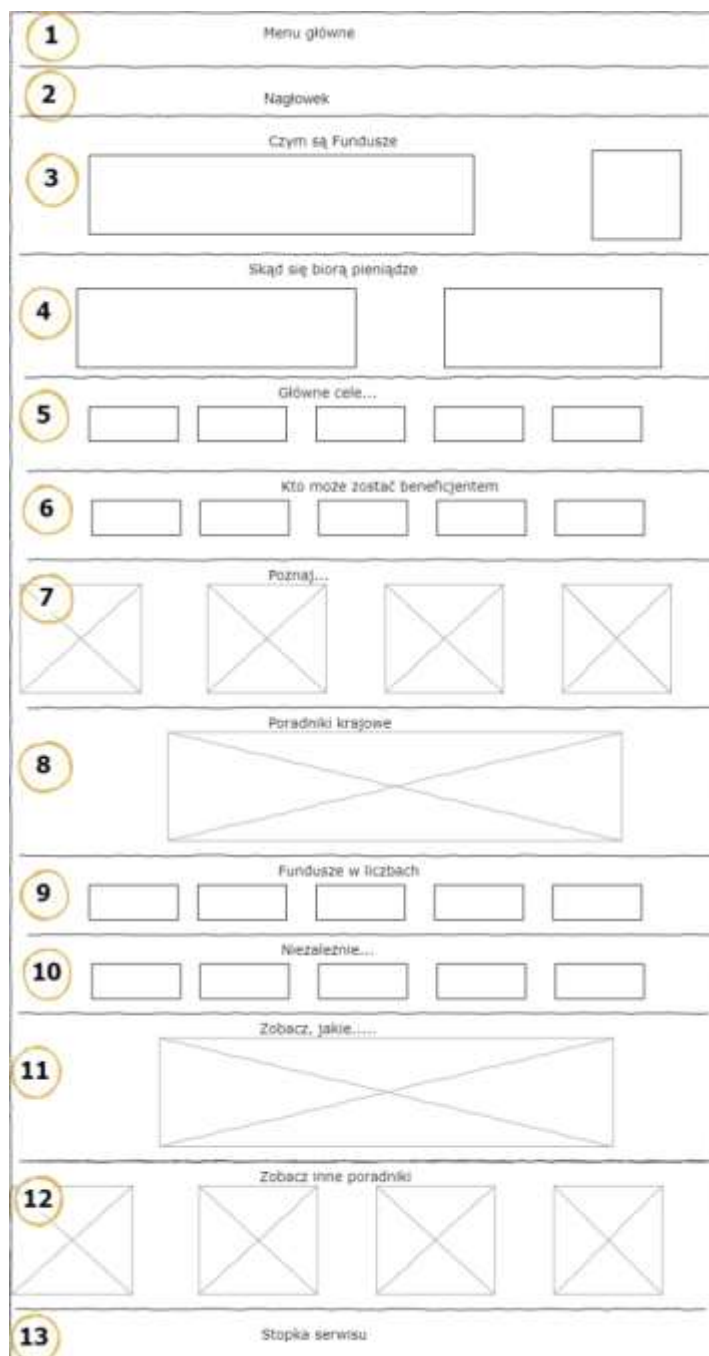 1 Menu główne
2 Nagłowek
Czym są Fundusze
3
Skąd się biorą pieniądze
4
Główne cele...
5
Kto może zostać beneficjentem
6
Poznaj...
7
Poradniki krajowe
8
Fundusze w liczbach
9
Niezależnie...
10
Zobacz, jakie.....
11
Zobacz inne poradniki
12
13 Stopka serwisu